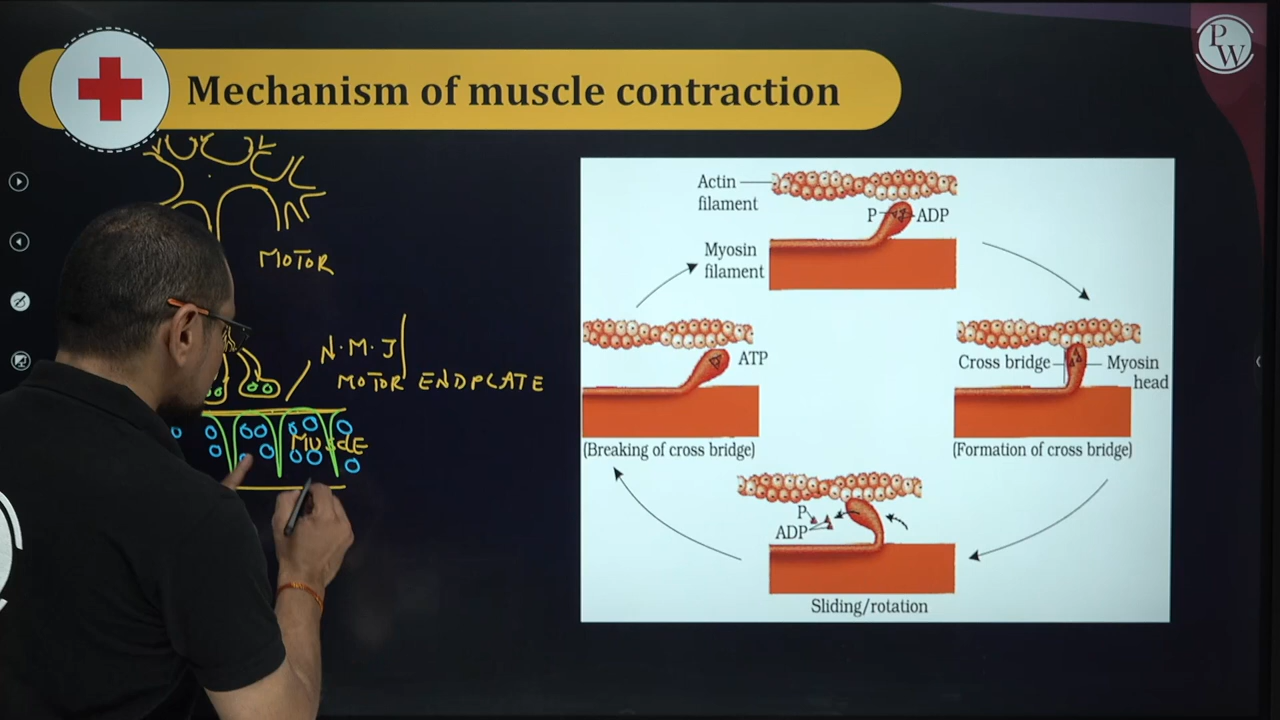 PW
Mechanism of muscle contraction
MOTOR
N.M.J
MOTOR ENDPLATE
MUSCLE
Actin
filament
P
ADP
Myosin
filament
Cross bridge
Myosin
head
(Formation of cross bridge)
P
ADP
Sliding/rotation
ATP
(Breaking of cross bridge)